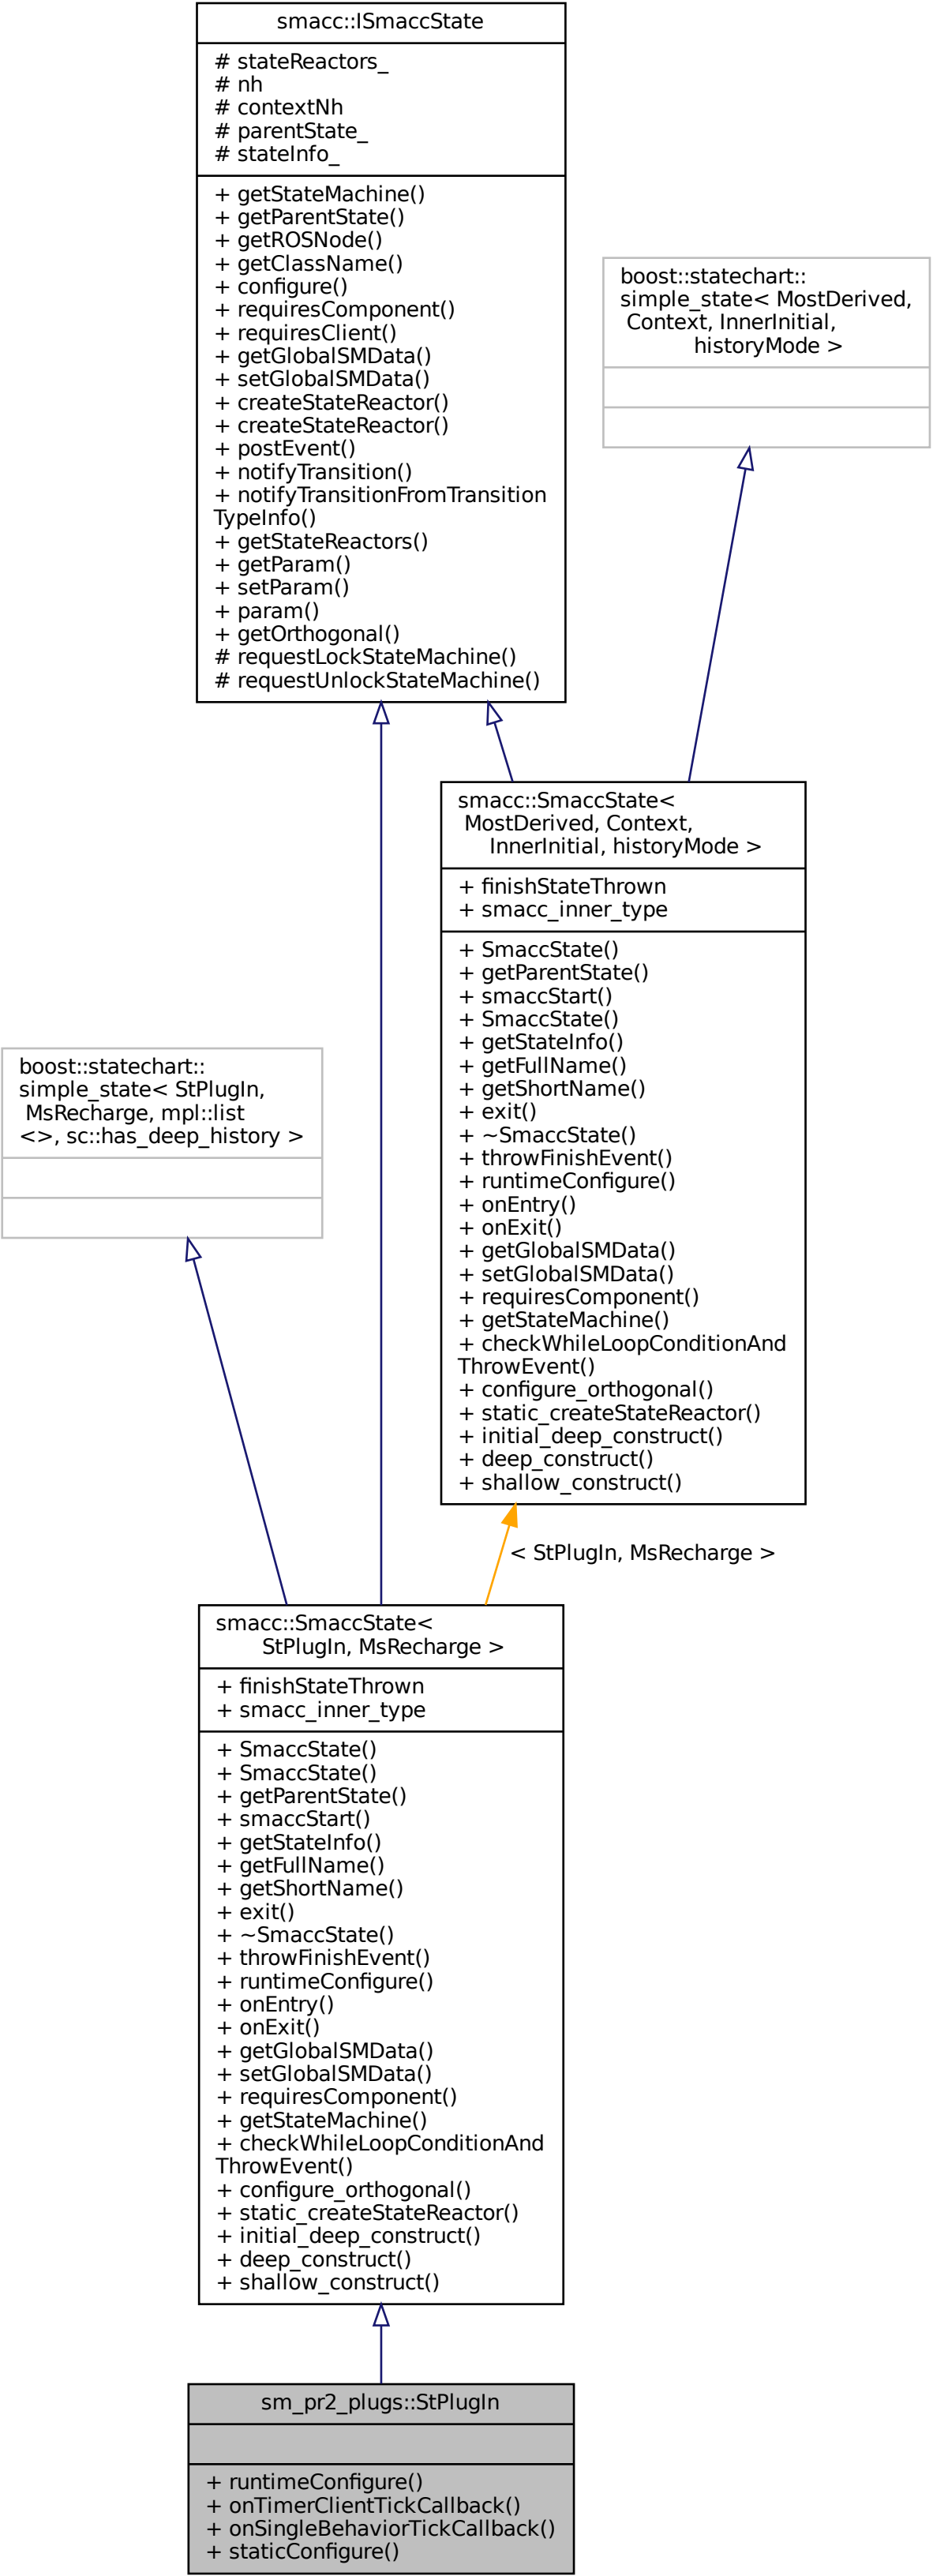 smacc::ISmaccState
# stateReactors_
# nh
# contextNh
# parentState_
# stateInfo_
+ getStateMachine()
+ getParentState()
+ getROSNode()
+ getClassName()
+ configure()
+ requiresComponent()
+ requiresClient()
+ getGlobalSMData()
+ setGlobalSMData()
+ createStateReactor()
+ createStateReactor()
+ postEvent()
+ notifyTransition()
+ notifyTransitionFromTransition
TypeInfo()
+ getStateReactors()
+ getParam()
+ setParam()
+ param()
+ getOrthogonal()
# requestLockStateMachine()
# requestUnlockStateMachine()
boost::statechart::
simple_state< MostDerived,
Context, InnerInitial,
historyMode >
smacc::SmaccState<
MostDerived, Context,
InnerInitial, historyMode >
+ finishStateThrown
+ smacc_inner_type
+ SmaccState()
+ getParentState()
+ smaccStart()
+ SmaccState()
+ getStateInfo()
+ getFullName()
+ getShortName()
+ exit()
+ ~SmaccState()
+ throwFinishEvent()
+ runtimeConfigure()
+ onEntry()
+ onExit()
+ getGlobalSMData()
+ setGlobalSMData()
+ requiresComponent()
+ getStateMachine()
+ checkWhileLoopConditionAnd
ThrowEvent()
+ configure_orthogonal()
+ static_createStateReactor()
+ initial_deep_construct()
+ deep_construct()
+ shallow_construct()
boost::statechart::
simple_state< StPlugIn,
MsRecharge, mpl::list
<>, sc::has_deep_history >
< StPlugIn, MsRecharge >
smacc::SmaccState<
StPlugIn, MsRecharge >
+ finishStateThrown
+ smacc_inner_type
+ SmaccState()
+ SmaccState()
+ getParentState()
+ smaccStart()
+ getStateInfo()
+ getFullName()
+ getShortName()
+ exit()
+ ~SmaccState()
+ throwFinishEvent()
+ runtimeConfigure()
+ onEntry()
+ onExit()
+ getGlobalSMData()
+ setGlobalSMData()
+ requiresComponent()
+ getStateMachine()
+ checkWhileLoopConditionAnd
ThrowEvent()
+ configure_orthogonal()
+ static_createStateReactor()
+ initial_deep_construct()
+ deep_construct()
+ shallow_construct()
sm_pr2_plugs::StPlugIn
+ runtimeConfigure()
+ onTimerClientTickCallback()
+ onSingleBehaviorTickCallback()
+ staticConfigure()